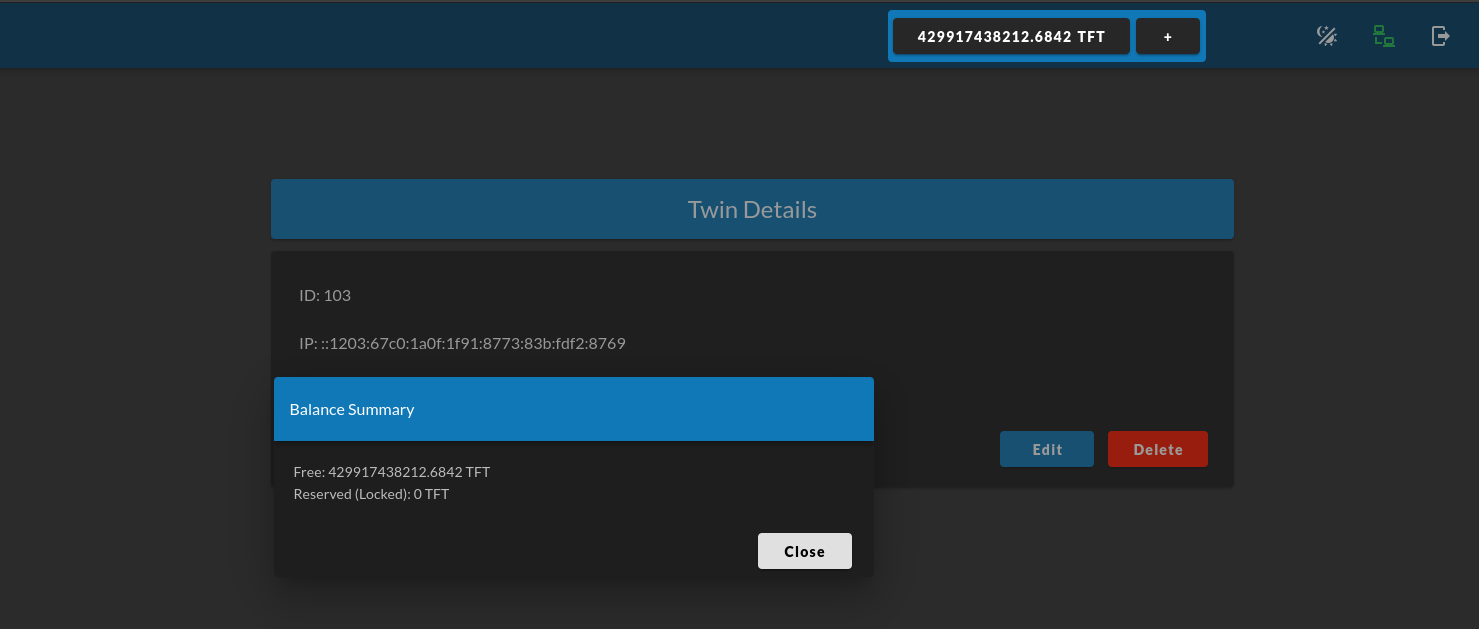 429917438212.6842 TFT +
Twin Details
ID: 103
IP: ::1203:67c0:1a0f:1f91:8773:83b:fdf2:8769
Balance Summary
Edit Delete
Free: 429917438212.6842 TFT
Reserved (Locked): 0 TFT
Close